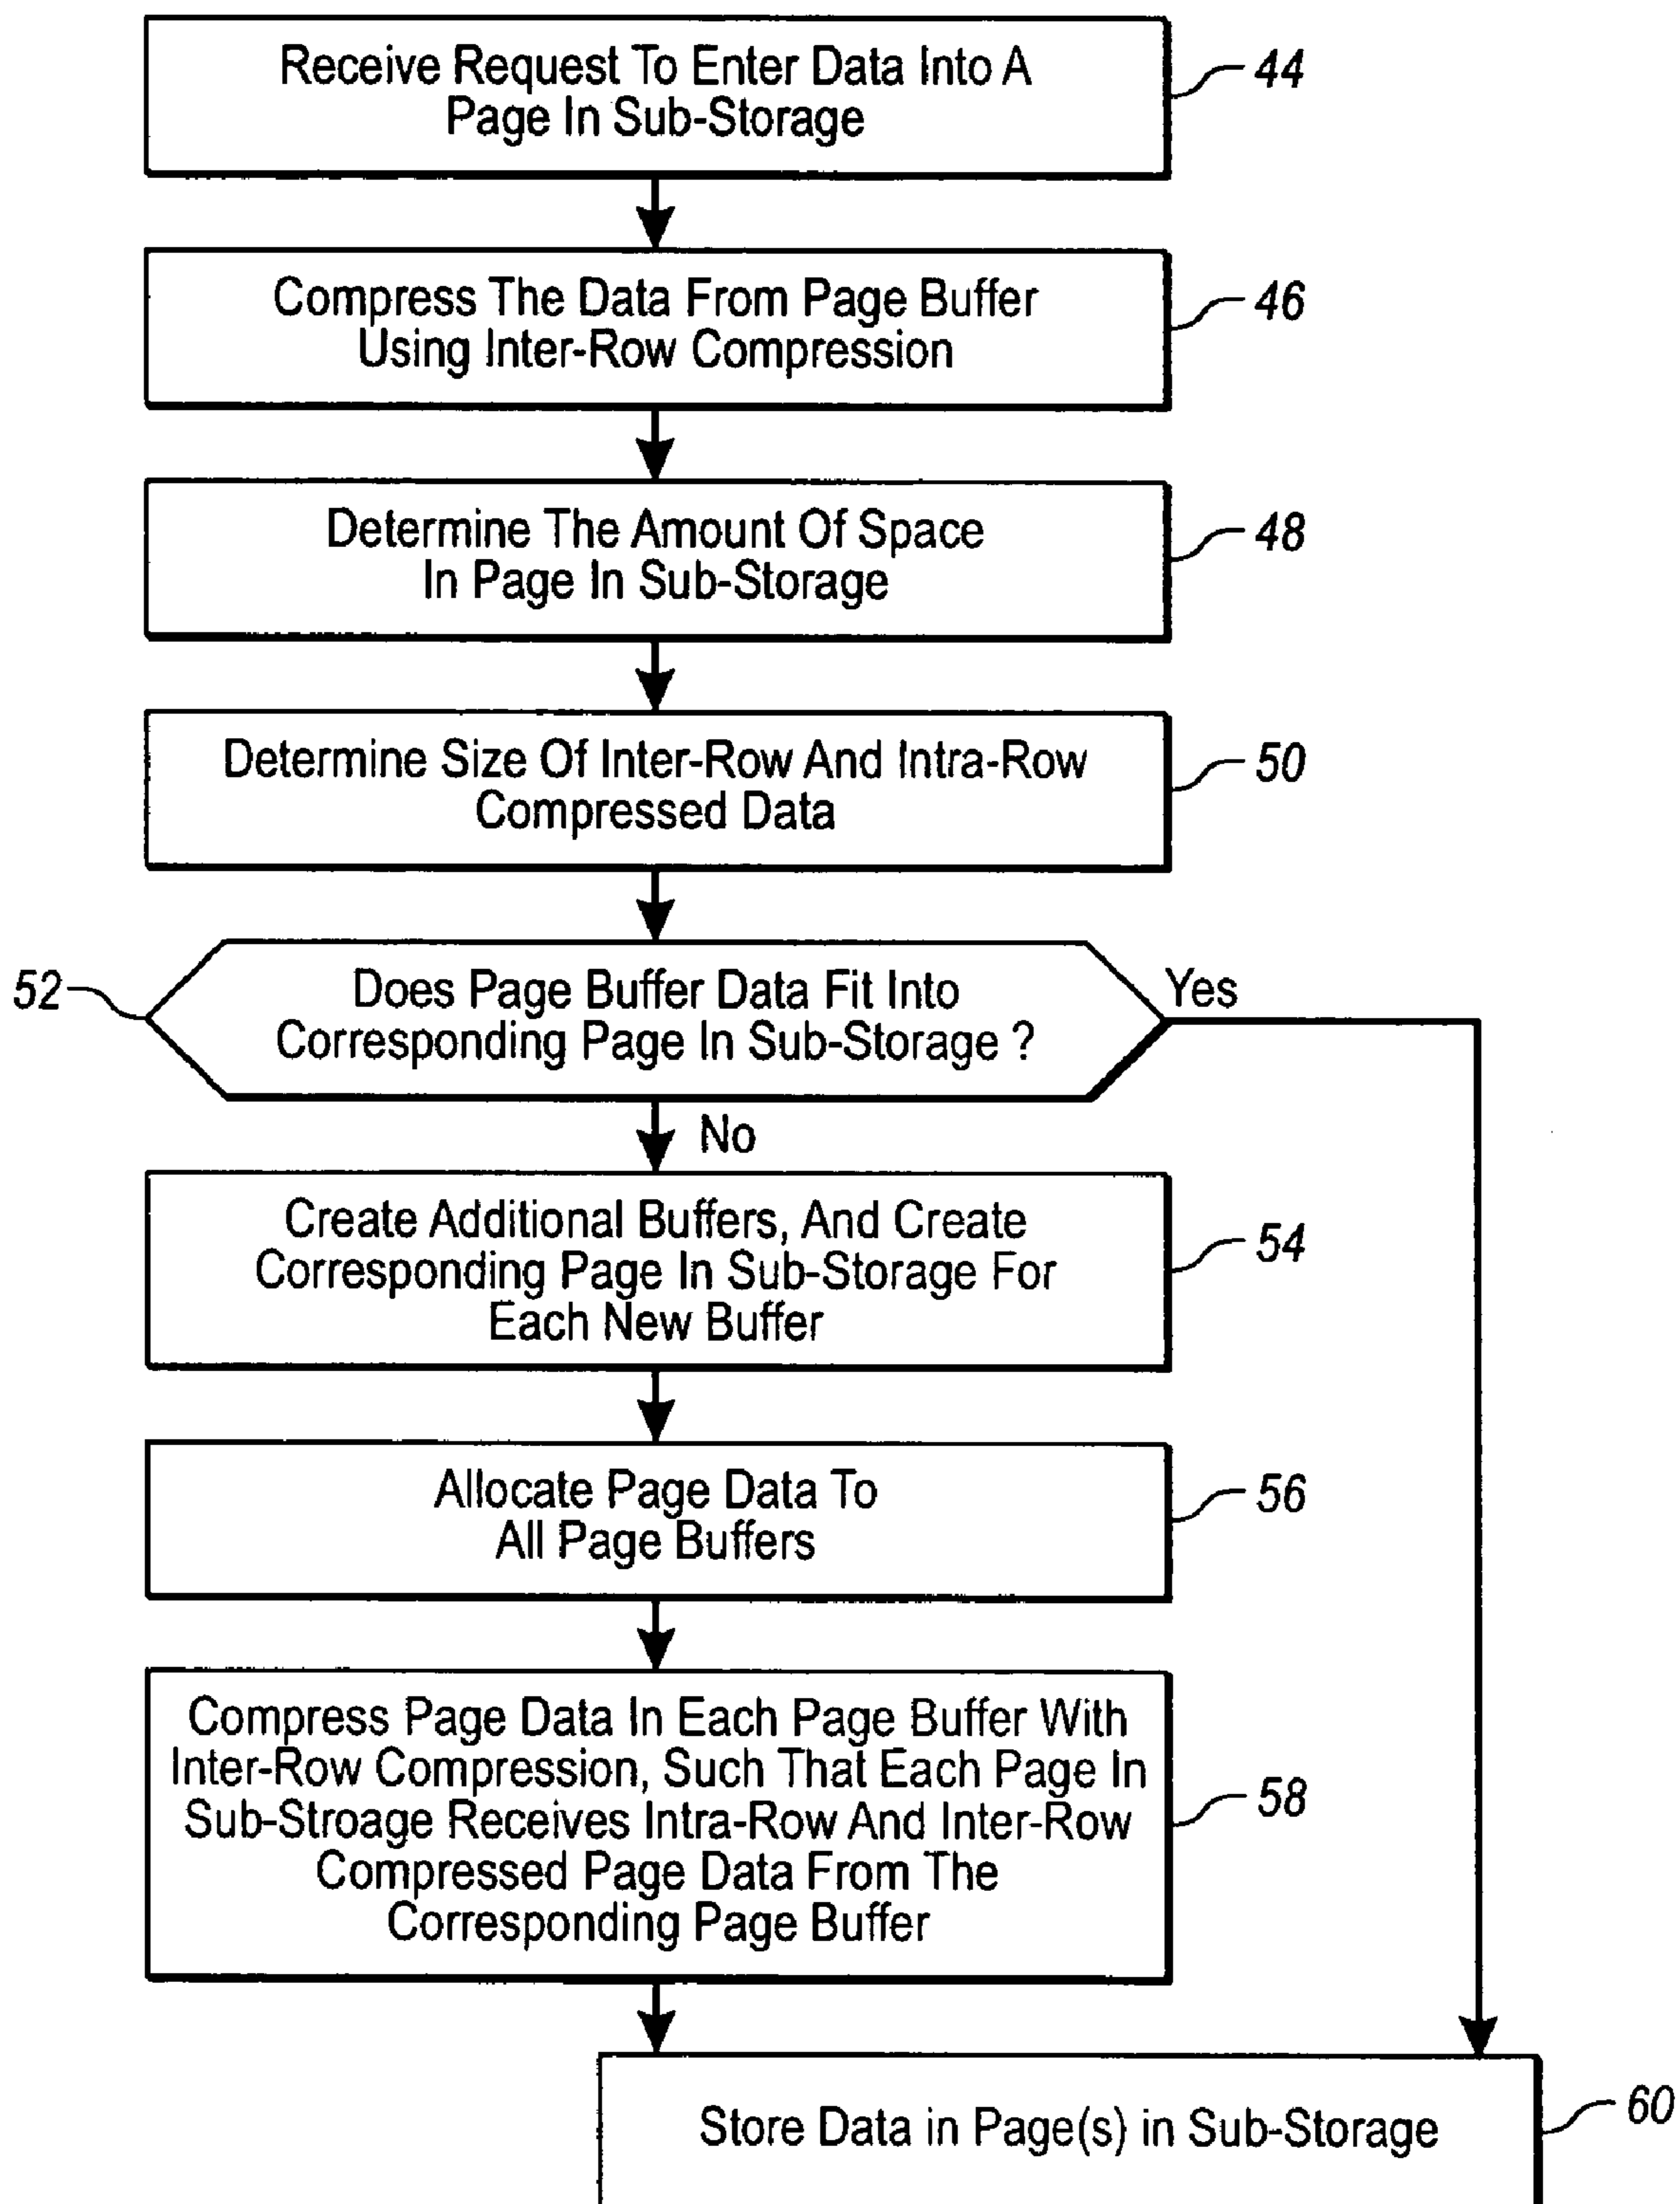 Receive Request To Enter Data Into A
Page In Sub-Storage
44
Compress The Data From Page Buffer
Using Inter-Row Compression
46
Determine The Amount Of Space
In Page In Sub-Storage
48
Determine Size Of Inter-Row And Intra-Row
Compressed Data
50
52
Does Page Buffer Data Fit Into
Corresponding Page In Sub-Storage ?
Yes
No
Create Additional Buffers, And Create
Corresponding Page In Sub-Storage For
Each New Buffer
54
Allocate Page Data To
All Page Buffers
56
Compress Page Data In Each Page Buffer With
Inter-Row Compression, Such That Each Page In
Sub-Stroage Receives Intra-Row And Inter-Row
Compressed Page Data From The
Corresponding Page Buffer
58
Store Data in Page(s) in Sub-Storage
60